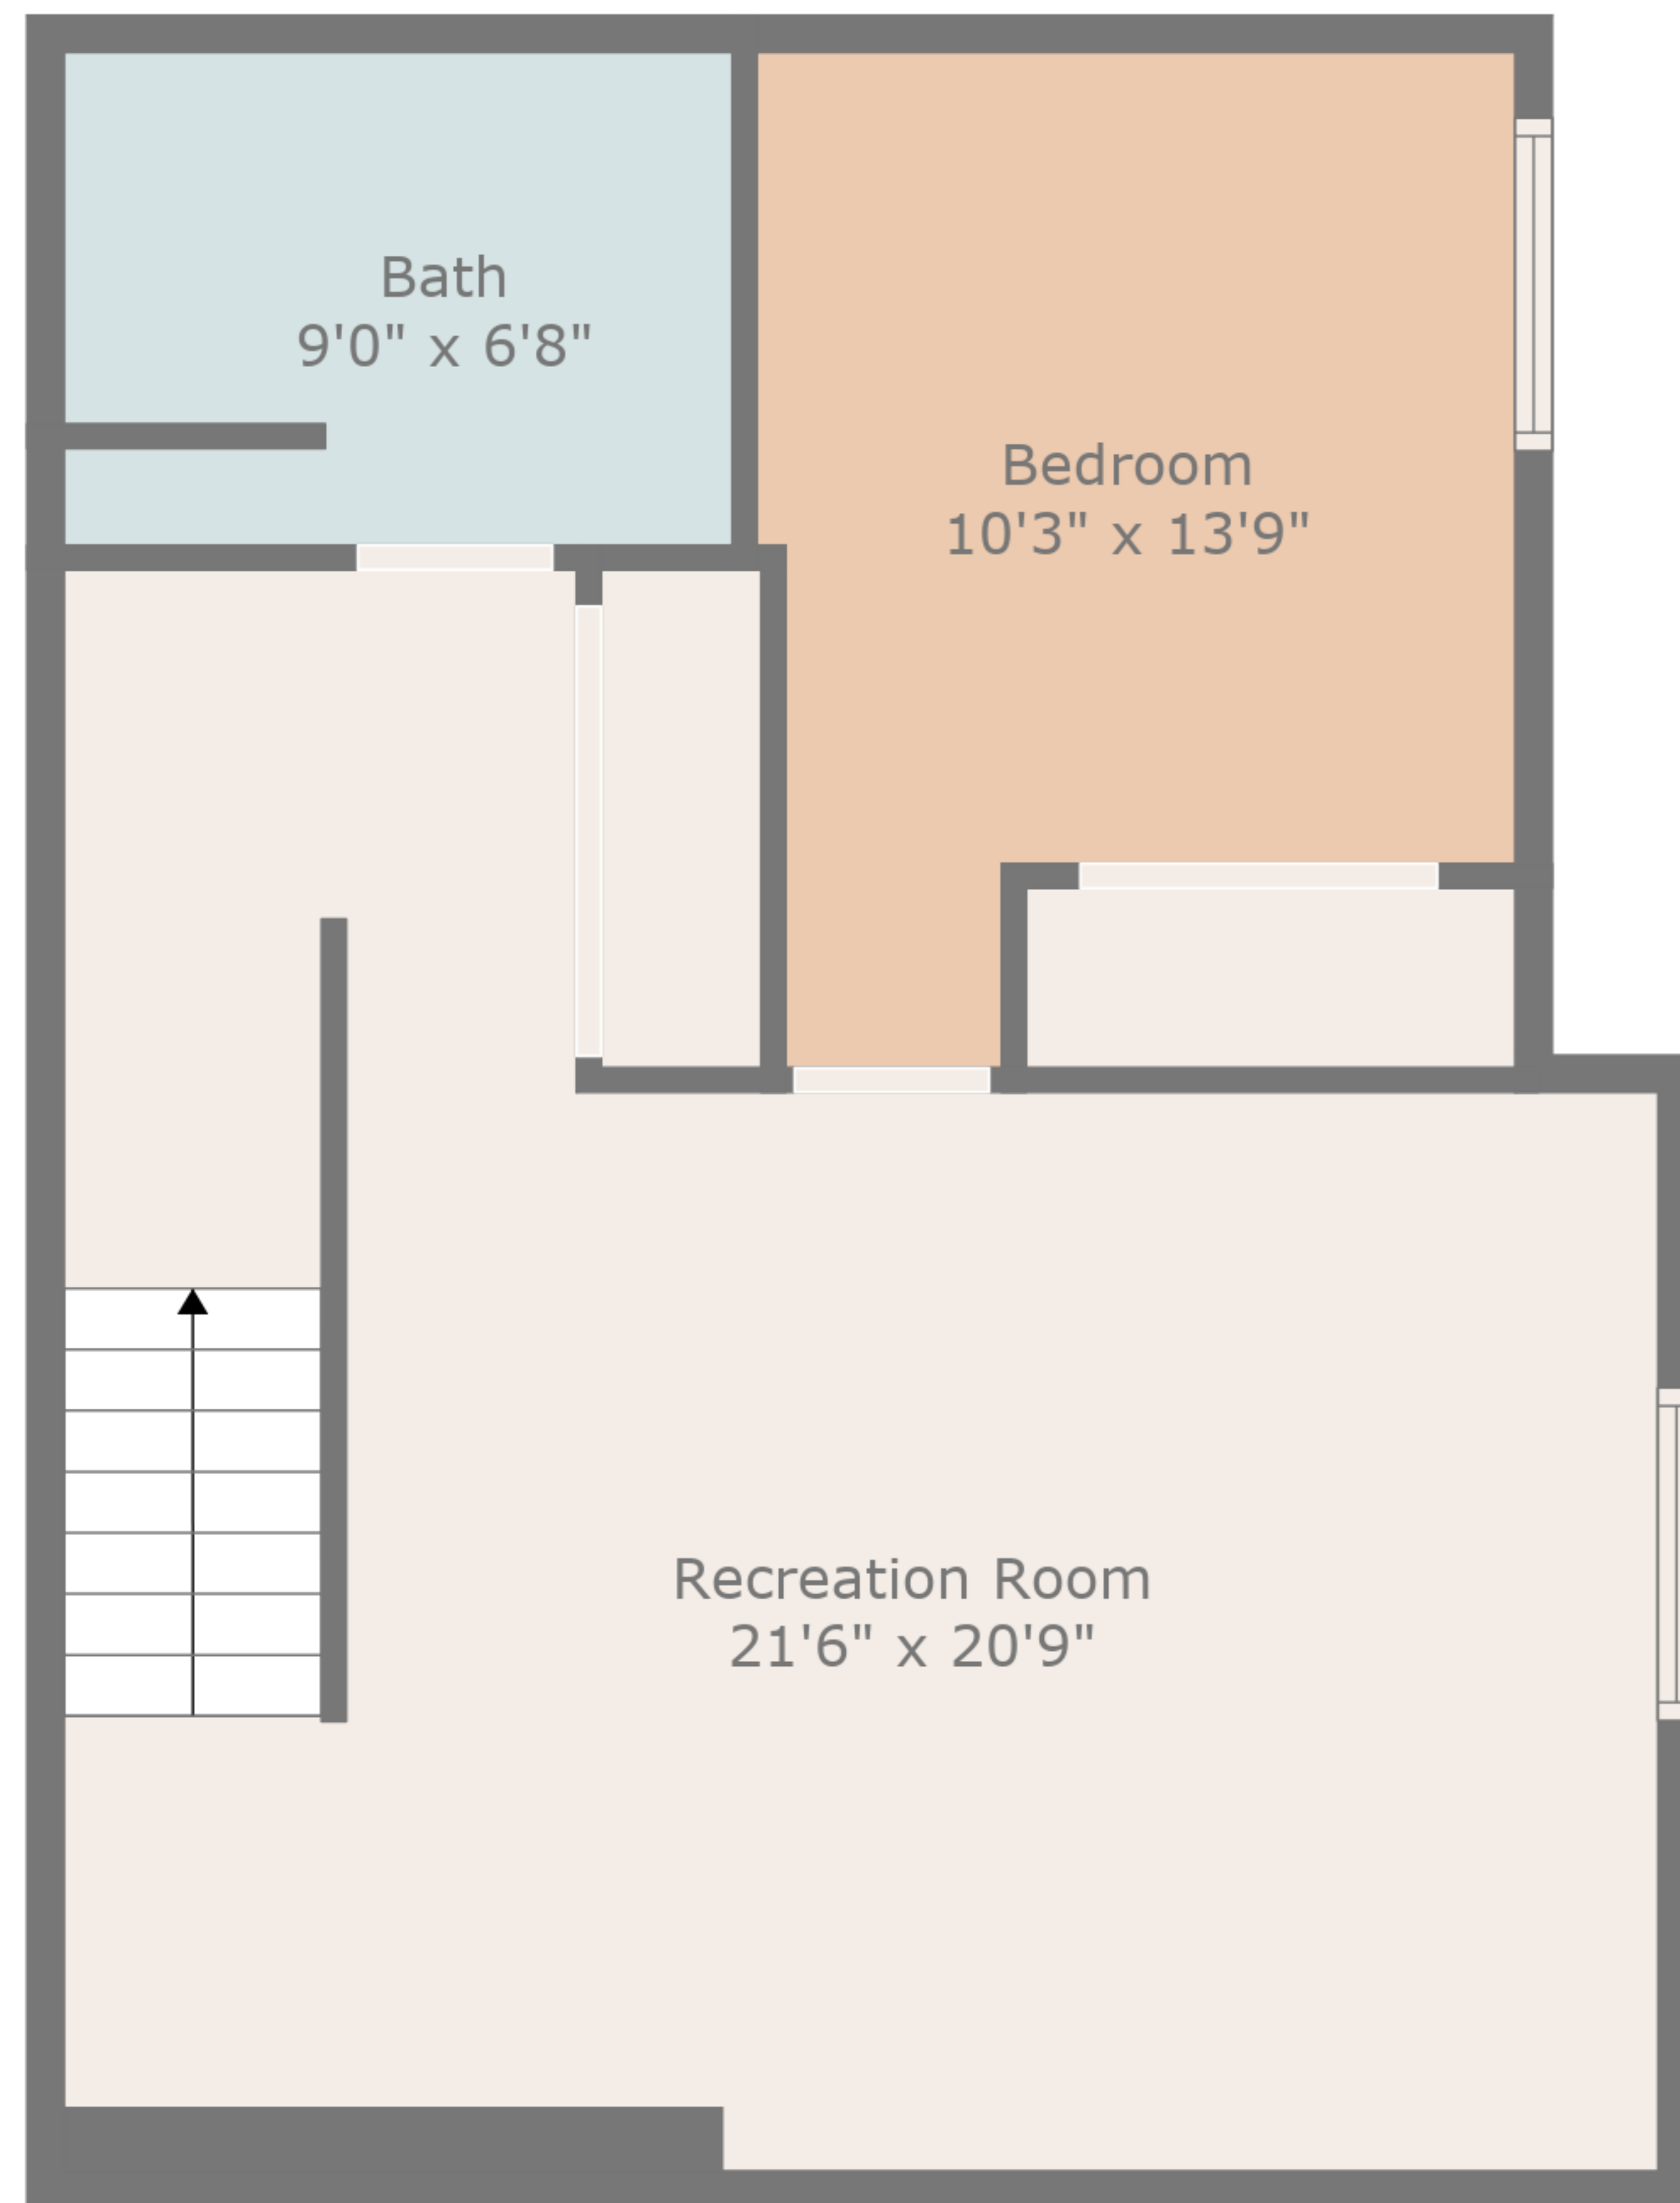 Bath
9'0" x 6'8"
Bedroom
10'3" x 13'9"
Recreation Room
21'6" x 20'9"